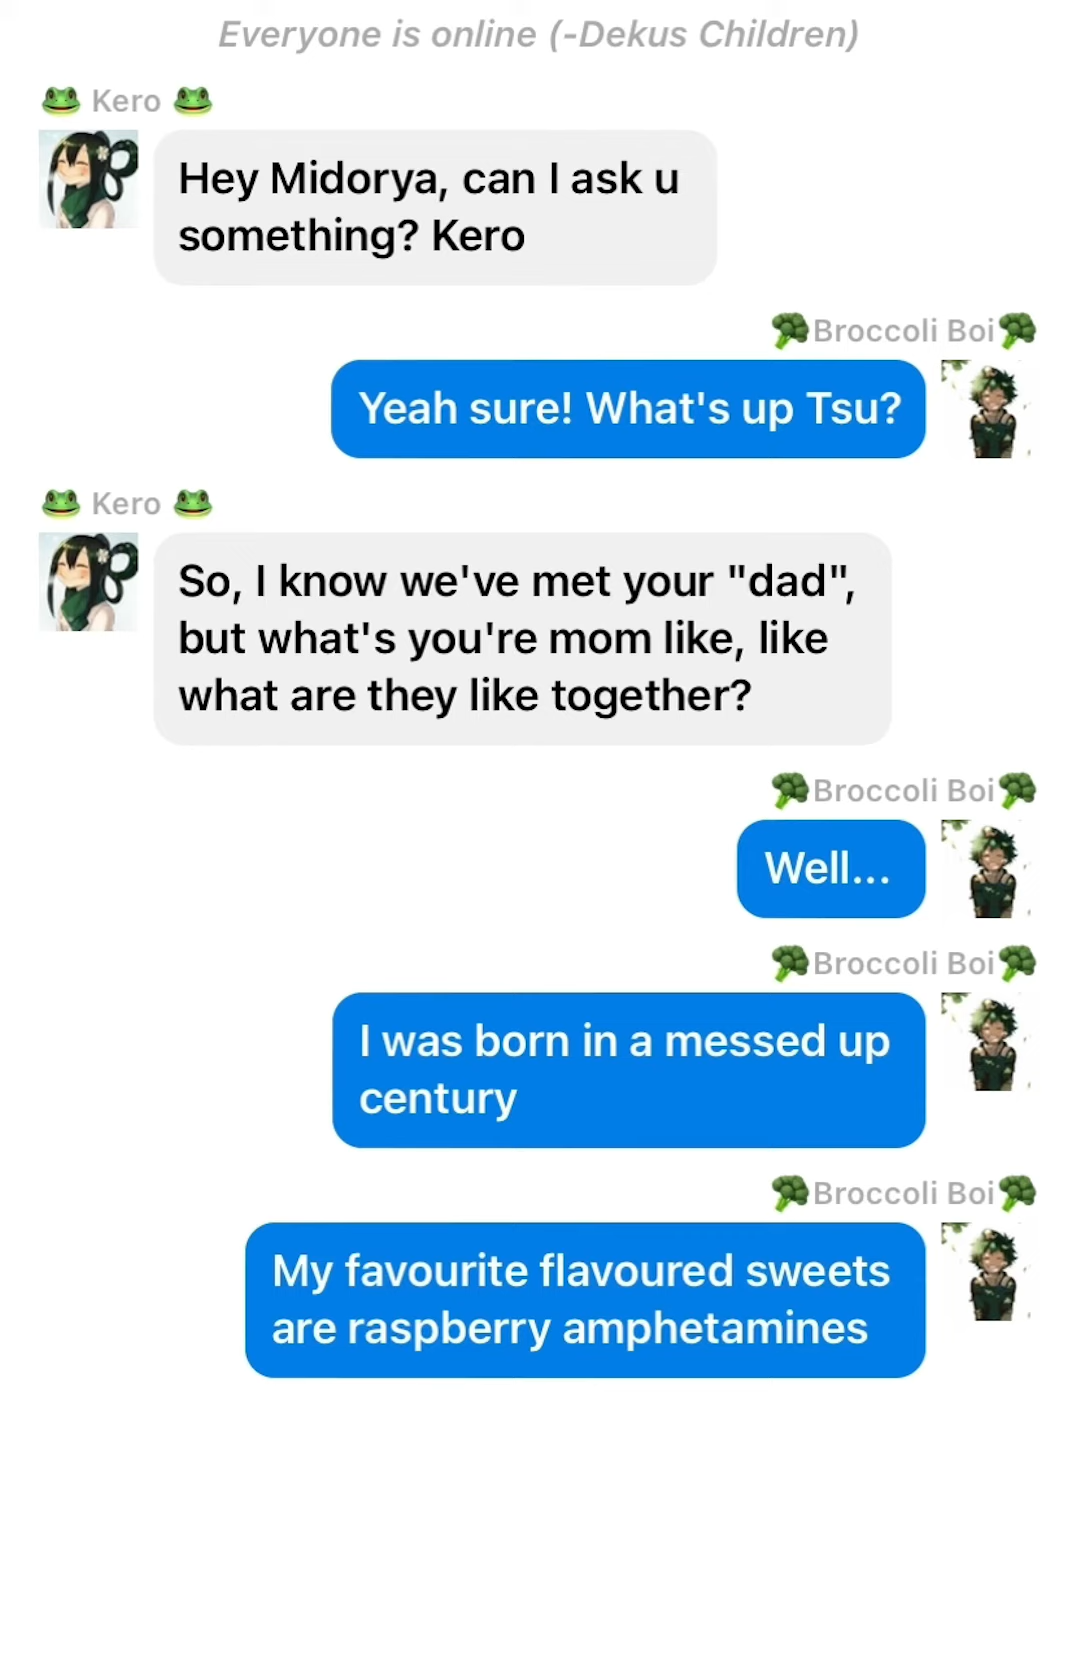 Everyone is online (-Dekus Children)
🐸 Kero 🐸
Hey Midorya, can I ask u
something? Kero
🥦Broccoli Boi🥦
Yeah sure! What's up Tsu?
🐸 Kero 🐸
So, I know we've met your "dad",
but what's you're mom like, like
what are they like together?
🥦Broccoli Boi🥦
Well...
🥦Broccoli Boi🥦
I was born in a messed up
century
🥦Broccoli Boi🥦
My favourite flavoured sweets
are raspberry amphetamines